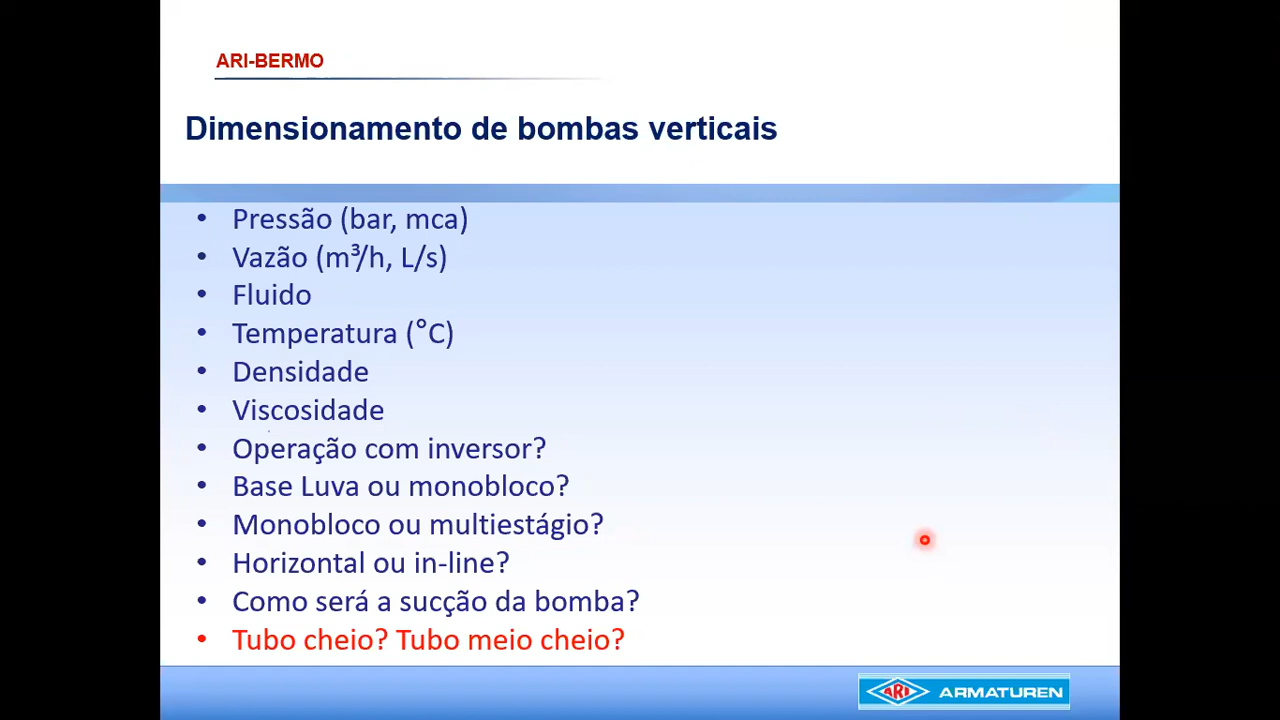 ARI-BERMO
Dimensionamento de bombas verticais
• Pressão (bar, mca)
• Vazão (m³/h, L/s)
• Fluido
• Temperatura (°C)
• Densidade
• Viscosidade
• Operação com inversor?
• Base Luva ou monobloco?
• Monobloco ou multiestágio?
• Horizontal ou in-line?
• Como será a sucção da bomba?
• Tubo cheio? Tubo meio cheio?
ARI ARMATUREN